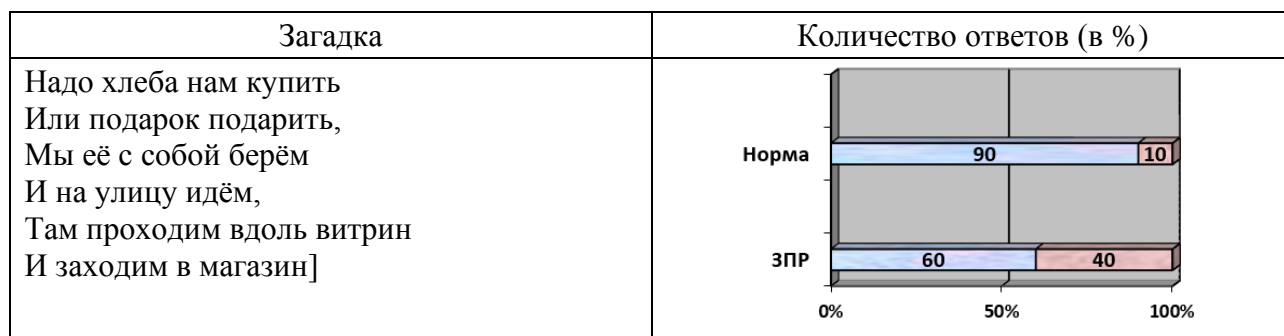 Загадка
Количество ответов (в %)
Надо хлеба нам купить
Или подарок подарить,
Мы её с собой берём
И на улицу идём,
Там проходим вдоль витрин
И заходим в магазин]
Норма
90
10
ЗПР
60
40
0%
50%
100%